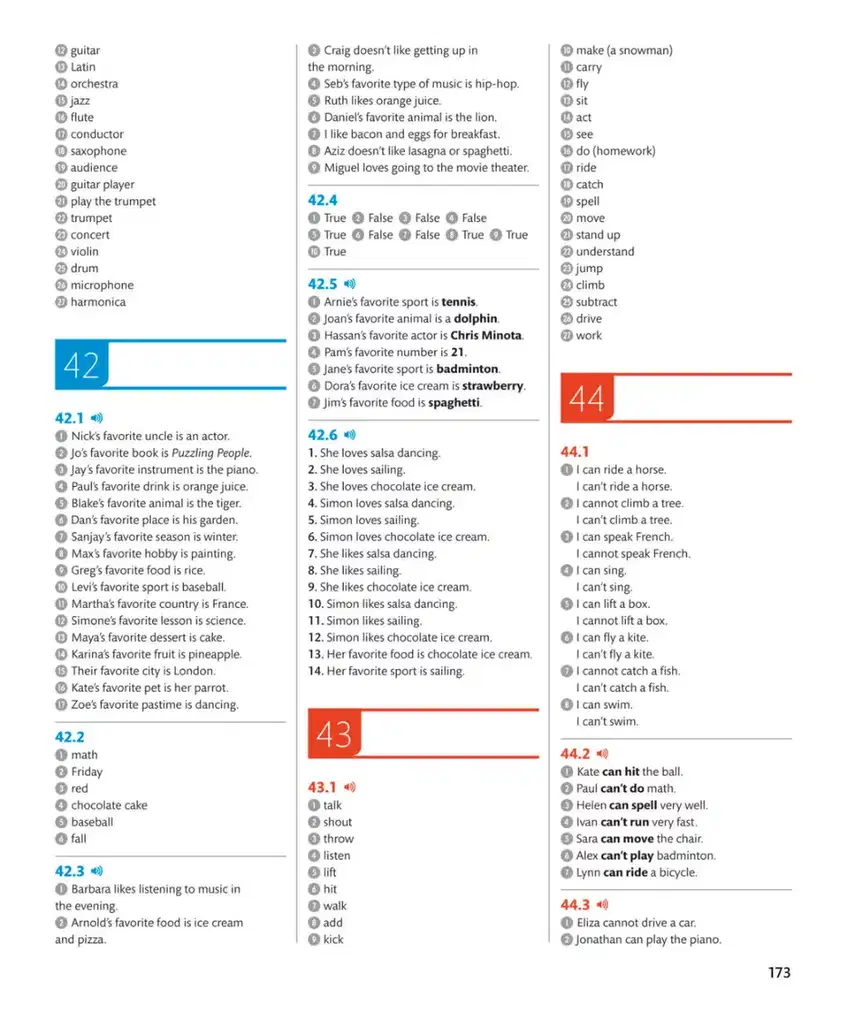 ⑫ guitar
⑬ Latin
⑭ orchestra
⑮ jazz
⑯ flute
⑰ conductor
⑱ saxophone
⑲ audience
⑳ guitar player
㉑ play the trumpet
㉒ trumpet
㉓ concert
㉔ violin
㉕ drum
㉖ microphone
㉗ harmonica
42
42.1
① Nick's favorite uncle is an actor.
② Jo's favorite book is Puzzling People.
③ Jay's favorite instrument is the piano.
④ Paul's favorite drink is orange juice.
⑤ Blake's favorite animal is the tiger.
⑥ Dan's favorite place is his garden.
⑦ Sanjay's favorite season is winter.
⑧ Max's favorite hobby is painting.
⑨ Greg's favorite food is rice.
⑩ Levi's favorite sport is baseball.
⑪ Martha's favorite country is France.
⑫ Simone's favorite lesson is science.
⑬ Maya's favorite dessert is cake.
⑭ Karina's favorite fruit is pineapple.
⑮ Their favorite city is London.
⑯ Kate's favorite pet is her parrot.
⑰ Zoe's favorite pastime is dancing.
42.2
① math
② Friday
③ red
④ chocolate cake
⑤ baseball
⑥ fall
42.3
① Barbara likes listening to music in
the evening.
② Arnold's favorite food is ice cream
and pizza.
③ Craig doesn't like getting up in
the morning.
④ Seb's favorite type of music is hip-hop.
⑤ Ruth likes orange juice.
⑥ Daniel's favorite animal is the lion.
⑦ I like bacon and eggs for breakfast.
⑧ Aziz doesn't like lasagna or spaghetti.
⑨ Miguel loves going to the movie theater.
42.4
① True ② False ③ False ④ False
⑤ True ⑥ False ⑦ False ⑧ True ⑨ True
⑩ True
42.5
① Arnie's favorite sport is tennis.
② Joan's favorite animal is a dolphin.
③ Hassan's favorite actor is Chris Minota.
④ Pam's favorite number is 21.
⑤ Jane's favorite sport is badminton.
⑥ Dora's favorite ice cream is strawberry.
⑦ Jim's favorite food is spaghetti.
42.6
1. She loves salsa dancing.
2. She loves sailing.
3. She loves chocolate ice cream.
4. Simon loves salsa dancing.
5. Simon loves sailing.
6. Simon loves chocolate ice cream.
7. She likes salsa dancing.
8. She likes sailing.
9. She likes chocolate ice cream.
10. Simon likes salsa dancing.
11. Simon likes sailing.
12. Simon likes chocolate ice cream.
13. Her favorite food is chocolate ice cream.
14. Her favorite sport is sailing.
43
43.1
① talk
② shout
③ throw
④ listen
⑤ lift
⑥ hit
⑦ walk
⑧ add
⑨ kick
⑩ make (a snowman)
⑪ carry
⑫ fly
⑬ sit
⑭ act
⑮ see
⑯ do (homework)
⑰ ride
⑱ catch
⑲ spell
⑳ move
㉑ stand up
㉒ understand
㉓ jump
㉔ climb
㉕ subtract
㉖ drive
㉗ work
44
44.1
① I can ride a horse.
I can't ride a horse.
② I cannot climb a tree.
I can't climb a tree.
③ I can speak French.
I cannot speak French.
④ I can sing.
I can't sing.
⑤ I can lift a box.
I cannot lift a box.
⑥ I can fly a kite.
I can't fly a kite.
⑦ I cannot catch a fish.
I can't catch a fish.
⑧ I can swim.
I can't swim.
44.2
① Kate can hit the ball.
② Paul can't do math.
③ Helen can spell very well.
④ Ivan can't run very fast.
⑤ Sara can move the chair.
⑥ Alex can't play badminton.
⑦ Lynn can ride a bicycle.
44.3
① Eliza cannot drive a car.
② Jonathan can play the piano.
173